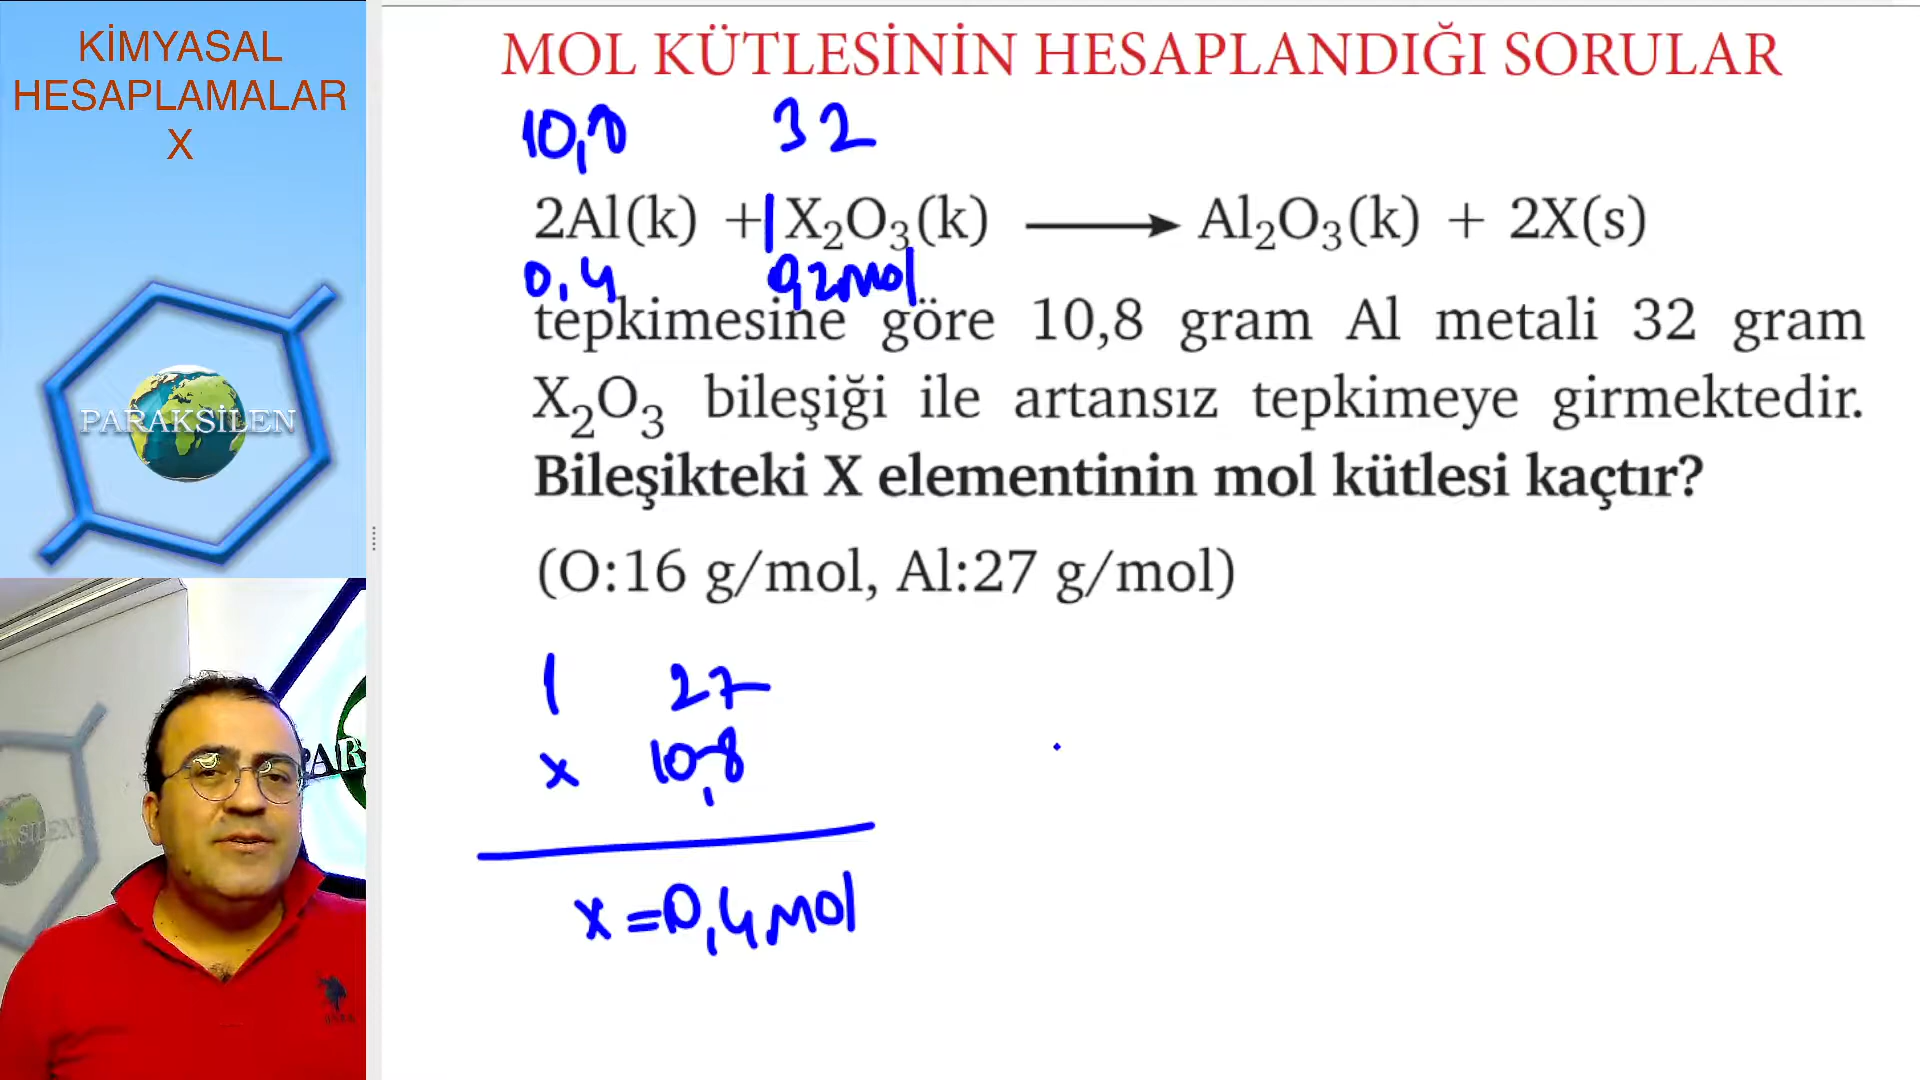 KİMYASAL
HESAPLAMALAR
X
PARAKSİLEN
MOL KÜTLESİNİN HESAPLANDIĞI SORULAR
10,8 32
2Al(k) + 1 X₂O₃(k) ⟶ Al₂O₃(k) + 2X(s)
0,4 0,2mol
tepkimesine göre 10,8 gram Al metali 32 gram
X₂O₃ bileşiği ile artansız tepkimeye girmektedir.
Bileşikteki X elementinin mol kütlesi kaçtır?
(O:16 g/mol, Al:27 g/mol)
1 27
x 10,8
x = 0,4 mol